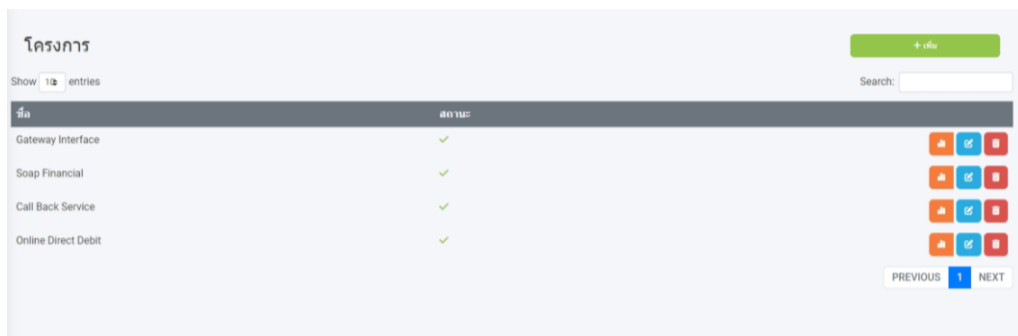 โครงการ
+ เพิ่ม
Show 10 entries
Search:
ชื่อ สถานะ
Gateway Interface
Soap Financial
Call Back Service
Online Direct Debit
PREVIOUS 1 NEXT